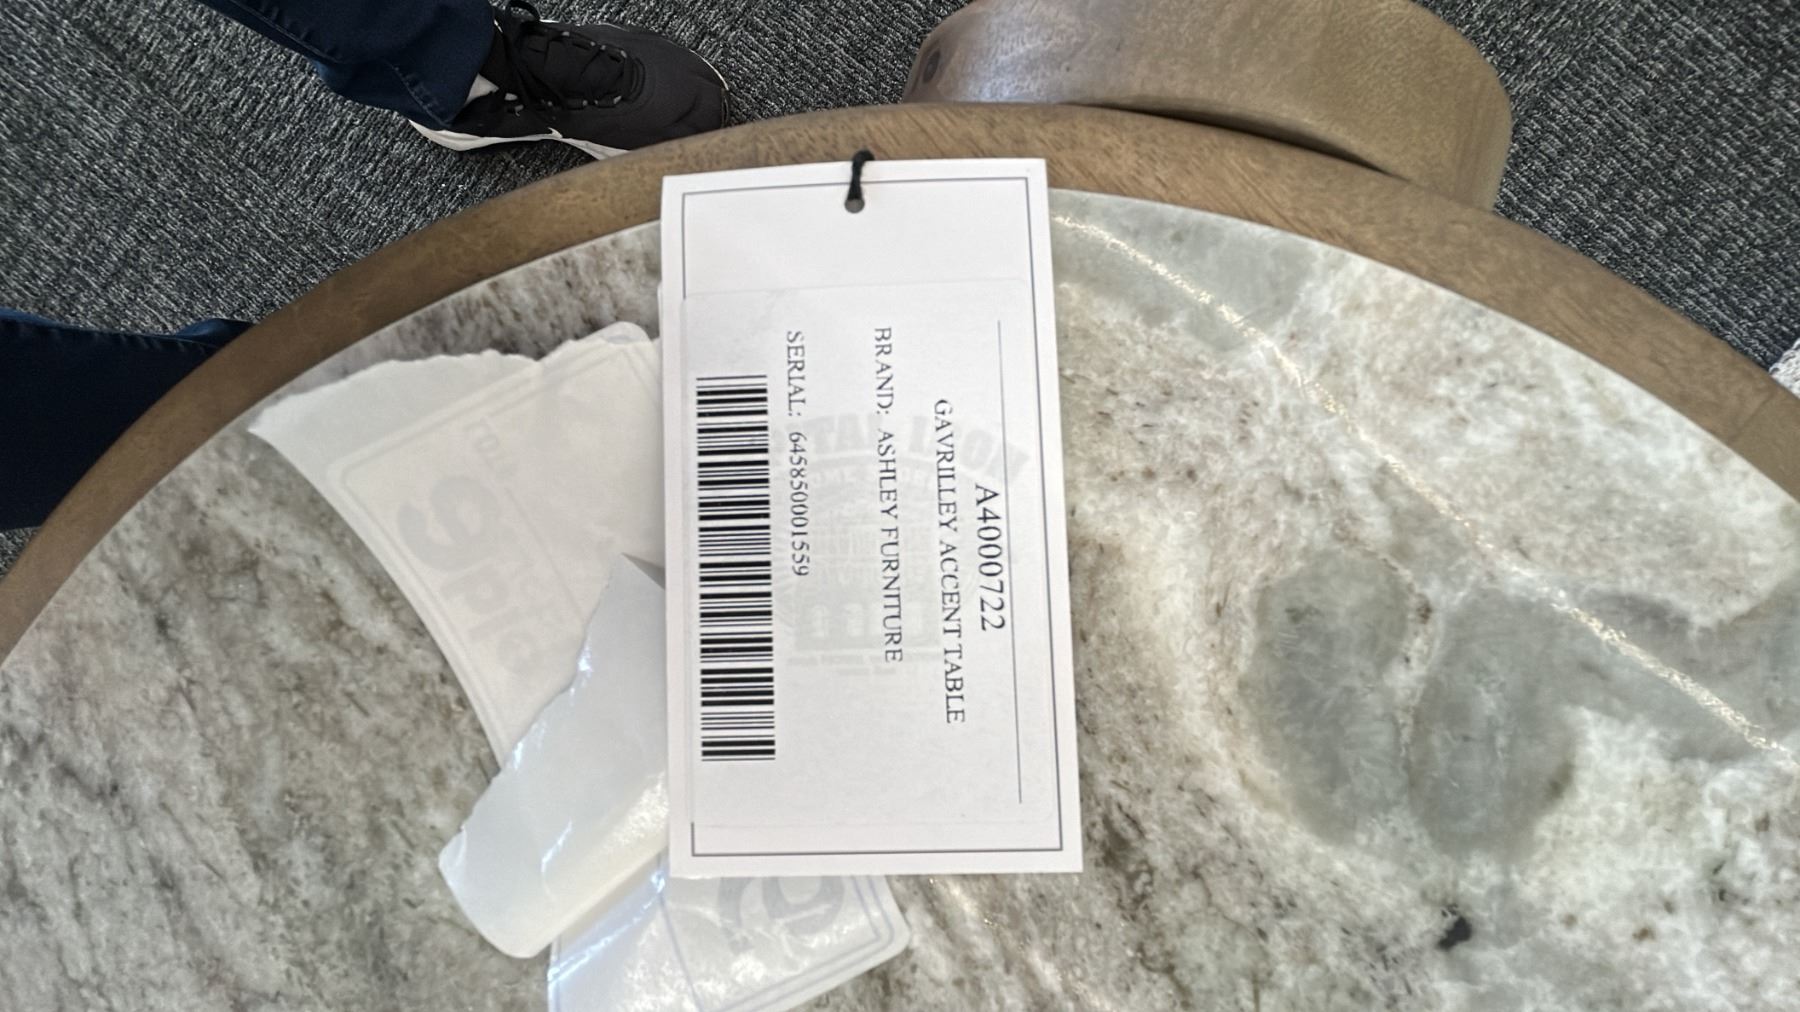 A4000722
GAVRILLEY ACCENT TABLE
BRAND: ASHLEY FURNITURE
SERIAL: 645850001559